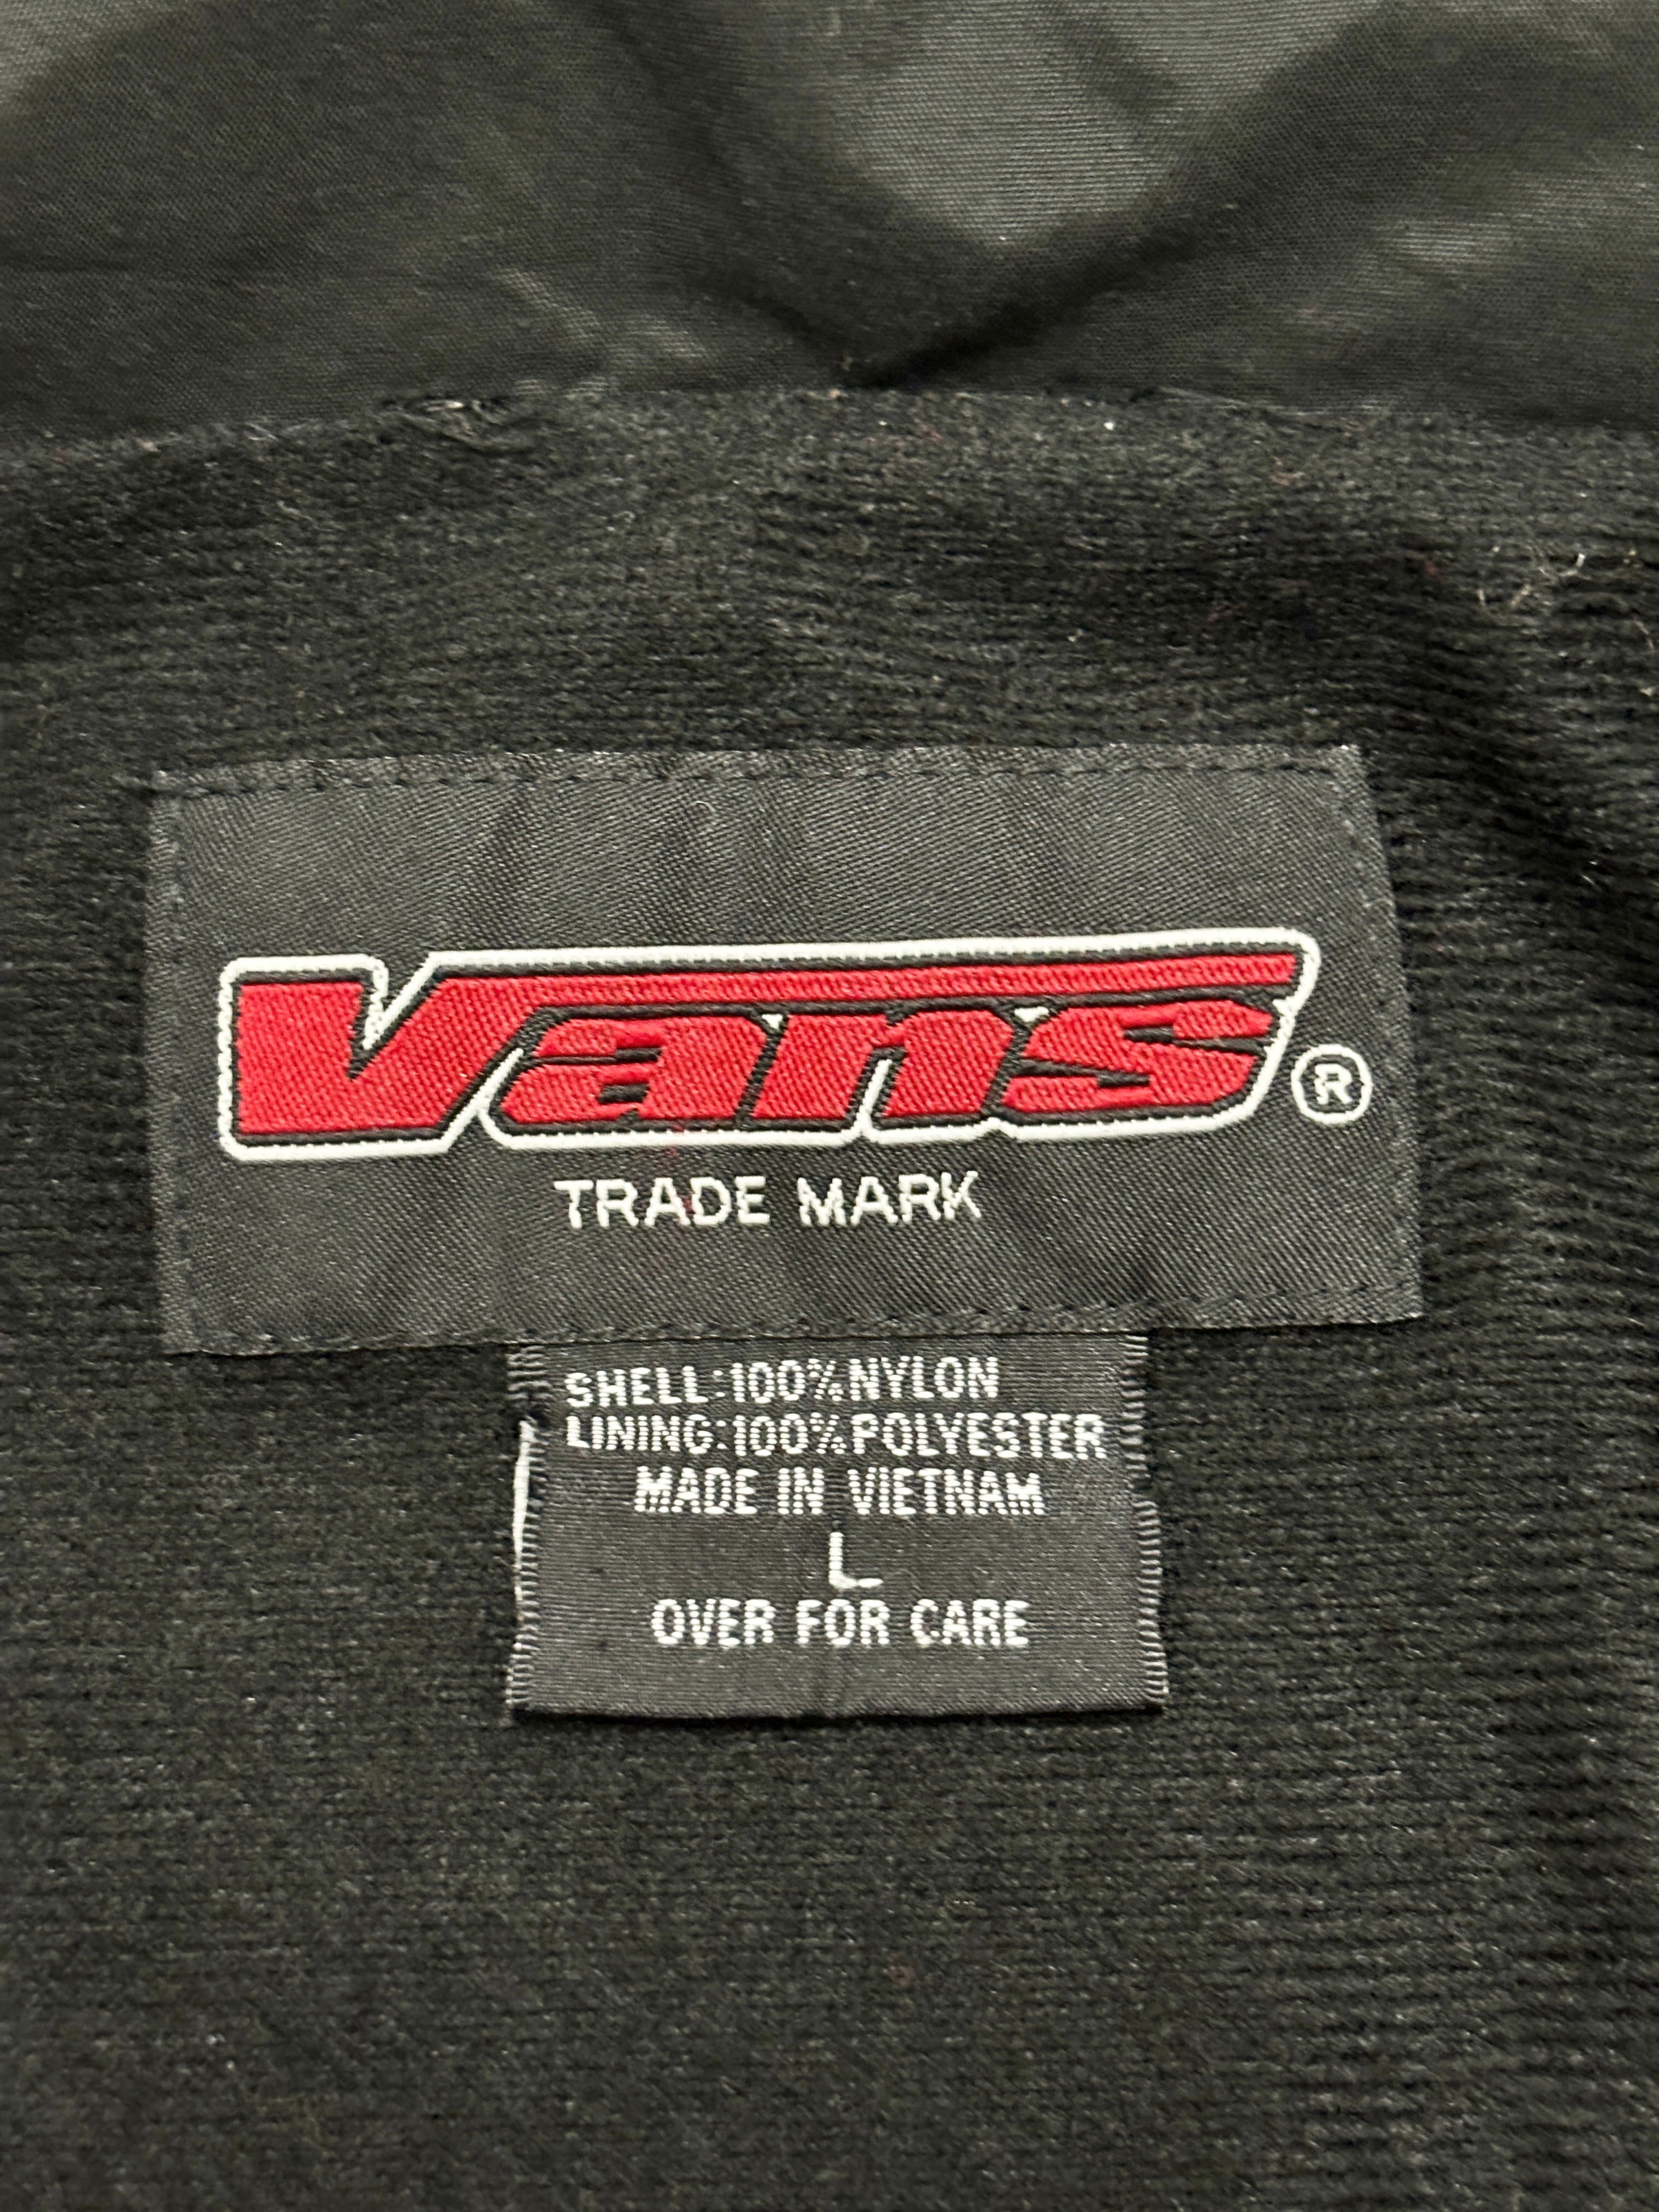 Vans ®
TRADE MARK
SHELL:100%NYLON
LINING:100%POLYESTER
MADE IN VIETNAM
L
OVER FOR CARE